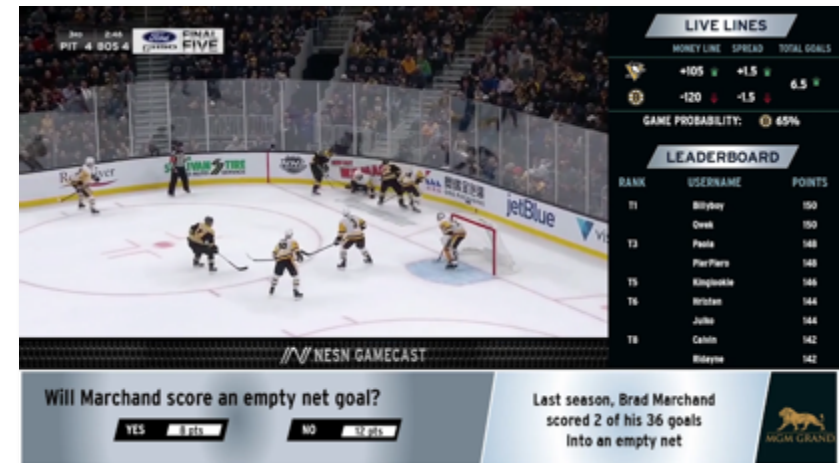 3RD 2:46
PIT 4 BOS 4
FINAL FIVE
jetBlue
NESN GAMECAST
LIVE LINES
MONEY LINE SPREAD TOTAL GOALS
+105 +1.5
6.5
-120 -1.5
GAME PROBABILITY: 65%
LEADERBOARD
RANK USERNAME POINTS
T1 Billyboy 150
Qwek 150
T3 Paola 148
PierPiero 148
T5 146
T6 Hristen 144
Julko 144
T8 Calvin 142
142
Will Marchand score an empty net goal?
YES 8 pts NO 12 pts
Last season, Brad Marchand
scored 2 of his 36 goals
Into an empty net
MGM GRAND